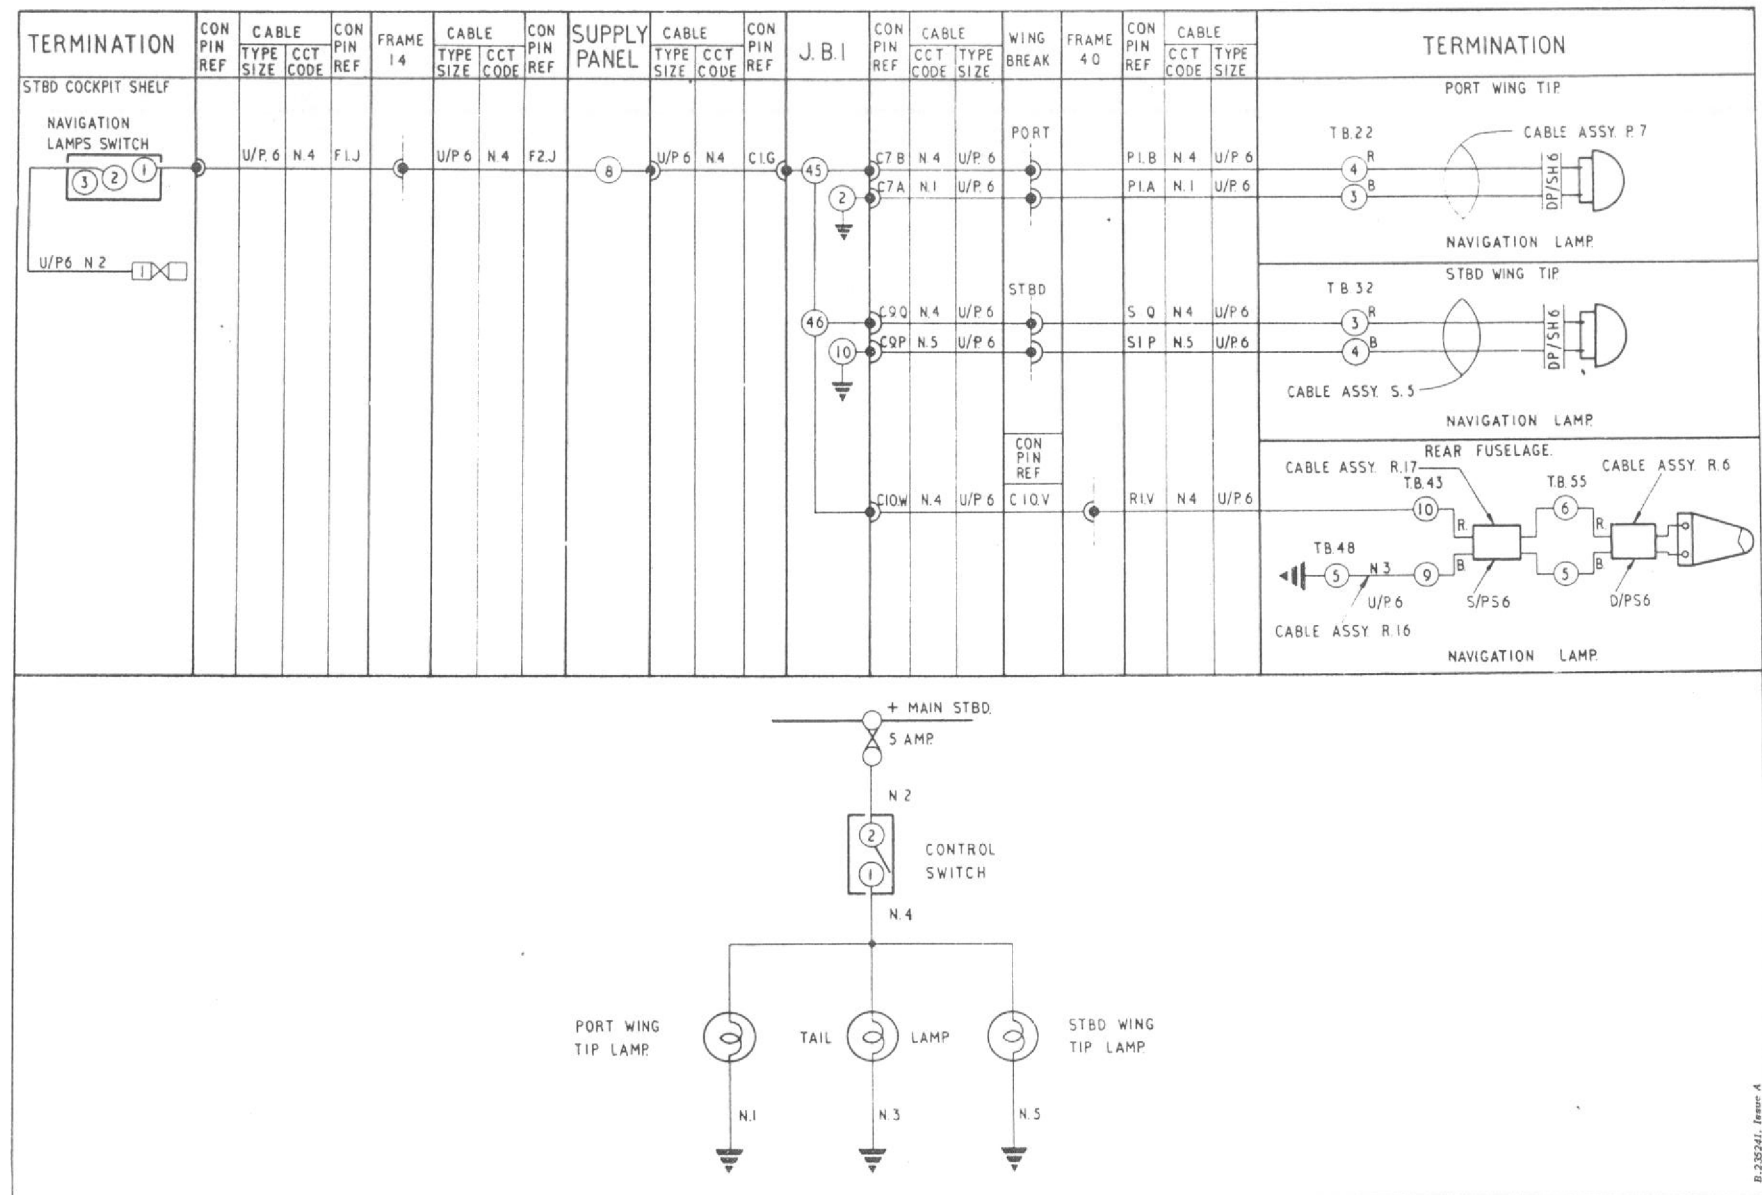 TERMINATION
CON PIN REF
CABLE
TYPE SIZE
CCT CODE
CON PIN REF
FRAME 14
CABLE
TYPE SIZE
CCT CODE
CON PIN REF
SUPPLY PANEL
CABLE
TYPE SIZE
CCT CODE
CON PIN REF
J.B.1
CON PIN REF
CABLE
CCT CODE
TYPE SIZE
WING BREAK
FRAME 40
CON PIN REF
CABLE
CCT CODE
TYPE SIZE
TERMINATION
STBD COCKPIT SHELF
NAVIGATION
LAMPS SWITCH
3 2 1
U/P.6 N.4 F1.J
U/P.6 N.4 F2.J
8
U/P.6 N4 C1.G
45
C7B N 4 U/P.6
PORT
P1.B N 4 U/P 6
2
C7A N.1 U/P.6
P1.A N.1 U/P.6
U/P6 N 2
1
PORT WING TIP.
T.B.22
CABLE ASSY. P.7
4 R
3 B
DP/SH6
NAVIGATION LAMP.
46
C9Q N.4 U/P.6
STBD
S Q N4 U/P.6
10
C9P N.5 U/P.6
S1 P N.5 U/P.6
STBD WING TIP.
T B 32
3 R
4 B
DP/SH6
CABLE ASSY. S.5
NAVIGATION LAMP.
CON
PIN
REF
C10.W N.4 U/P 6 C10.V
R1.V N4 U/P.6
REAR FUSELAGE.
CABLE ASSY. R.17
CABLE ASSY. R.6
T.B.43
T.B.55
10
R.
6
R.
T.B.48
5
N 3
9
B
5
B
U/P.6
S/PS6
D/PS6
CABLE ASSY. R.16
NAVIGATION LAMP.
+ MAIN STBD.
5 AMP.
N 2
2
CONTROL
SWITCH
1
N.4
PORT WING
TIP LAMP.
TAIL LAMP
STBD WING
TIP LAMP.
N.1
N.3
N.5
B.235241. Issue A